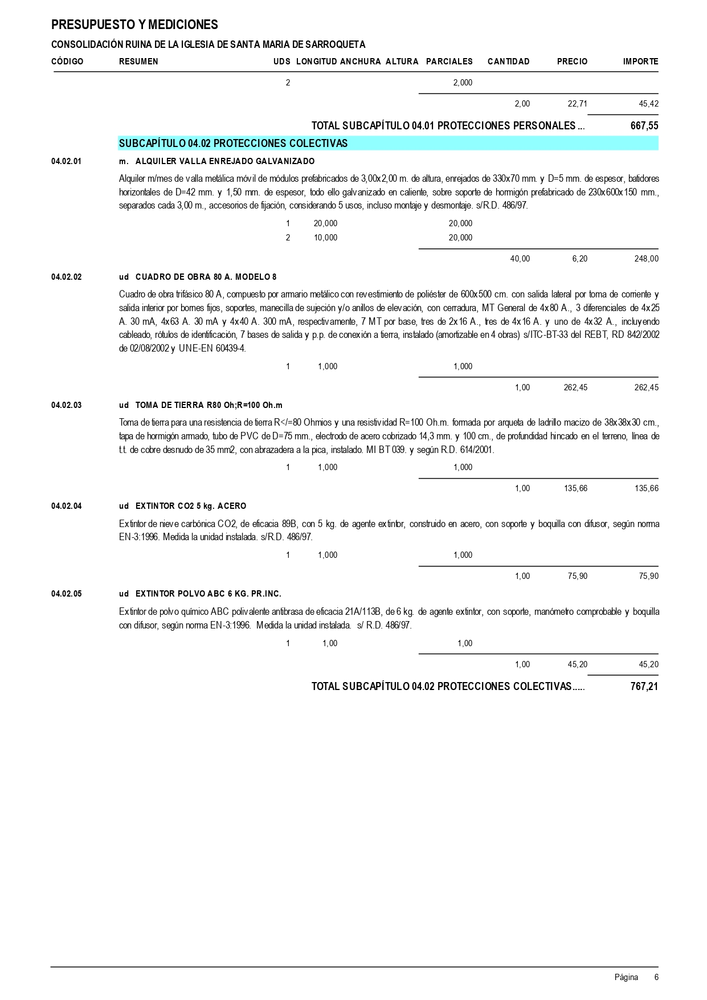 PRESUPUESTO Y MEDICIONES
CONSOLIDACIÓN RUINA DE LA IGLESIA DE SANTA MARIA DE SARROQUETA
CÓDIGO RESUMEN UDS LONGITUD ANCHURA ALTURA PARCIALES CANTIDAD PRECIO IMPORTE
2 2,000
2,00 22,71 45,42
TOTAL SUBCAPÍTULO 04.01 PROTECCIONES PERSONALES ... 667,55
SUBCAPÍTULO 04.02 PROTECCIONES COLECTIVAS
04.02.01 m. ALQUILER VALLA ENREJADO GALVANIZADO
Alquiler m/mes de valla metálica móvil de módulos prefabricados de 3,00x2,00 m. de altura, enrejados de 330x70 mm. y D=5 mm. de espesor, batidores
horizontales de D=42 mm. y 1,50 mm. de espesor, todo ello galvanizado en caliente, sobre soporte de hormigón prefabricado de 230x600x150 mm.,
separados cada 3,00 m., accesorios de fijación, considerando 5 usos, incluso montaje y desmontaje. s/R.D. 486/97.
1 20,000 20,000
2 10,000 20,000
40,00 6,20 248,00
04.02.02 ud CUADRO DE OBRA 80 A. MODELO 8
Cuadro de obra trifásico 80 A, compuesto por armario metálico con revestimiento de poliéster de 600x500 cm. con salida lateral por toma de corriente y
salida interior por bornes fijos, soportes, manecilla de sujeción y/o anillos de elevación, con cerradura, MT General de 4x80 A., 3 diferenciales de 4x25
A. 30 mA, 4x63 A. 30 mA y 4x40 A. 300 mA, respectivamente, 7 MT por base, tres de 2x16 A., tres de 4x16 A. y uno de 4x32 A., incluyendo
cableado, rótulos de identificación, 7 bases de salida y p.p. de conexión a tierra, instalado (amortizable en 4 obras) s/ITC-BT-33 del REBT, RD 842/2002
de 02/08/2002 y UNE-EN 60439-4.
1 1,000 1,000
1,00 262,45 262,45
04.02.03 ud TOMA DE TIERRA R80 Oh;R=100 Oh.m
Toma de tierra para una resistencia de tierra R</=80 Ohmios y una resistividad R=100 Oh.m. formada por arqueta de ladrillo macizo de 38x38x30 cm.,
tapa de hormigón armado, tubo de PVC de D=75 mm., electrodo de acero cobrizado 14,3 mm. y 100 cm., de profundidad hincado en el terreno, línea de
t.t. de cobre desnudo de 35 mm2, con abrazadera a la pica, instalado. MI BT 039. y según R.D. 614/2001.
1 1,000 1,000
1,00 135,66 135,66
04.02.04 ud EXTINTOR CO2 5 kg. ACERO
Extintor de nieve carbónica CO2, de eficacia 89B, con 5 kg. de agente extintor, construido en acero, con soporte y boquilla con difusor, según norma
EN-3:1996. Medida la unidad instalada. s/R.D. 486/97.
1 1,000 1,000
1,00 75,90 75,90
04.02.05 ud EXTINTOR POLVO ABC 6 KG. PR.INC.
Extintor de polvo químico ABC polivalente antibrasa de eficacia 21A/113B, de 6 kg. de agente extintor, con soporte, manómetro comprobable y boquilla
con difusor, según norma EN-3:1996. Medida la unidad instalada. s/ R.D. 486/97.
1 1,00 1,00
1,00 45,20 45,20
TOTAL SUBCAPÍTULO 04.02 PROTECCIONES COLECTIVAS..... 767,21
Página 6